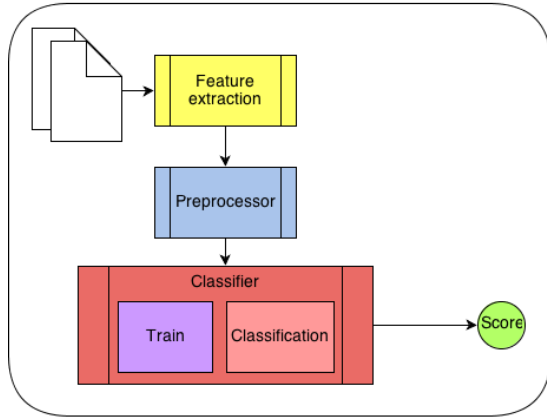 Feature
extraction
Preprocessor
Classifier
Train
Classification
Score